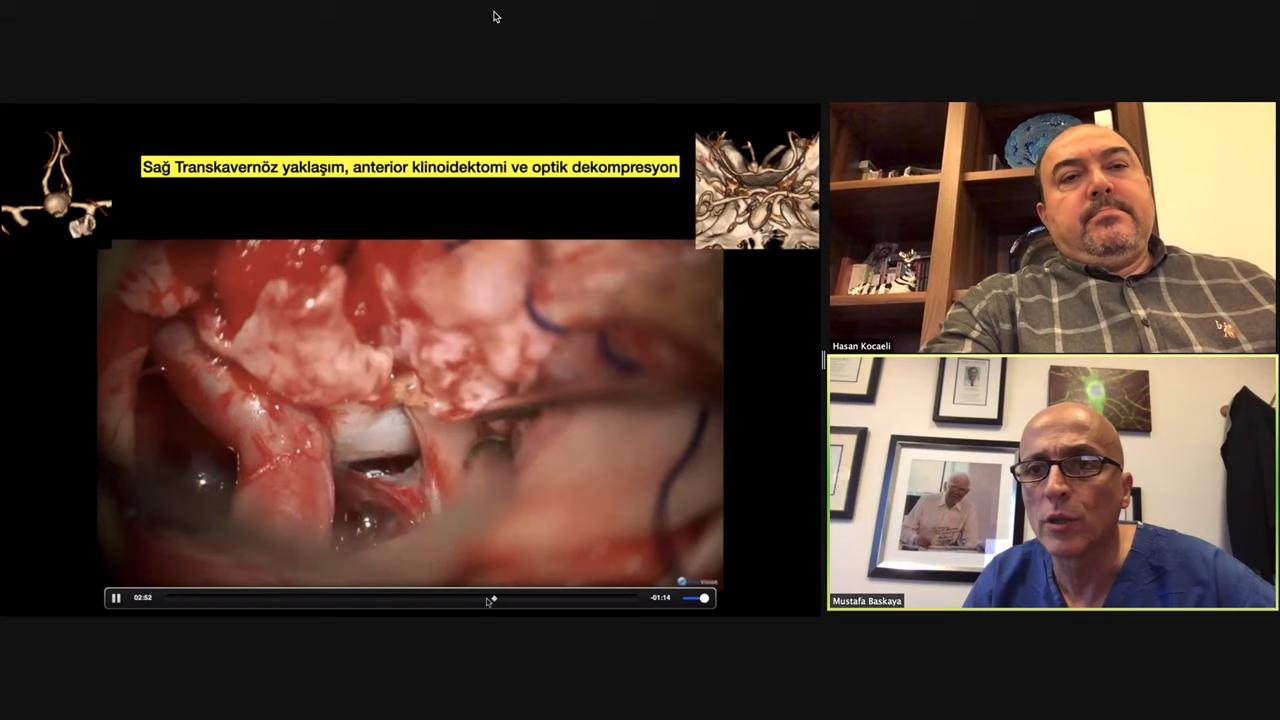 Sağ Transkavernöz yaklaşım, anterior klinoidektomi ve optik dekompresyon
02:52
-01:14
Hasan Kocaeli
Mustafa Baskaya